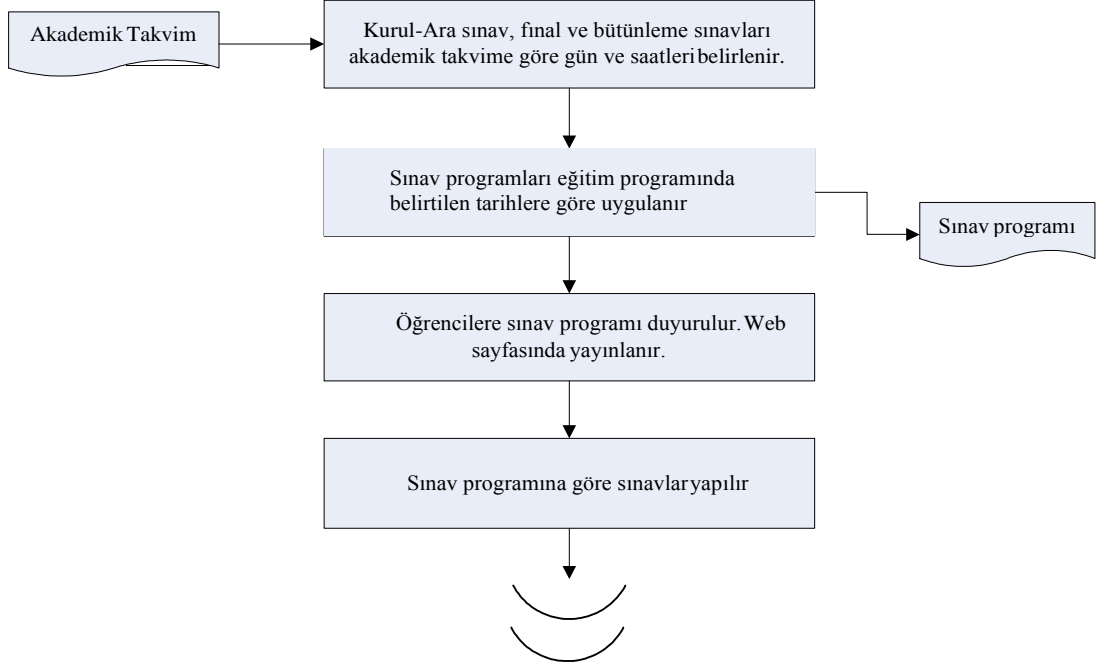 Akademik Takvim
Kurul-Ara sınav, fınal ve bütünleme sınavları
akademik takvime göre gün ve saatleri belirlenir.
Sınav programları eğitim programında
belirtilen tarihlere göre uygulanır
Sınav programı
Öğrencilere sınav programı duyurulur. Web
sayfasında yayınlanır.
Sınav programına göre sınavlar yapılır